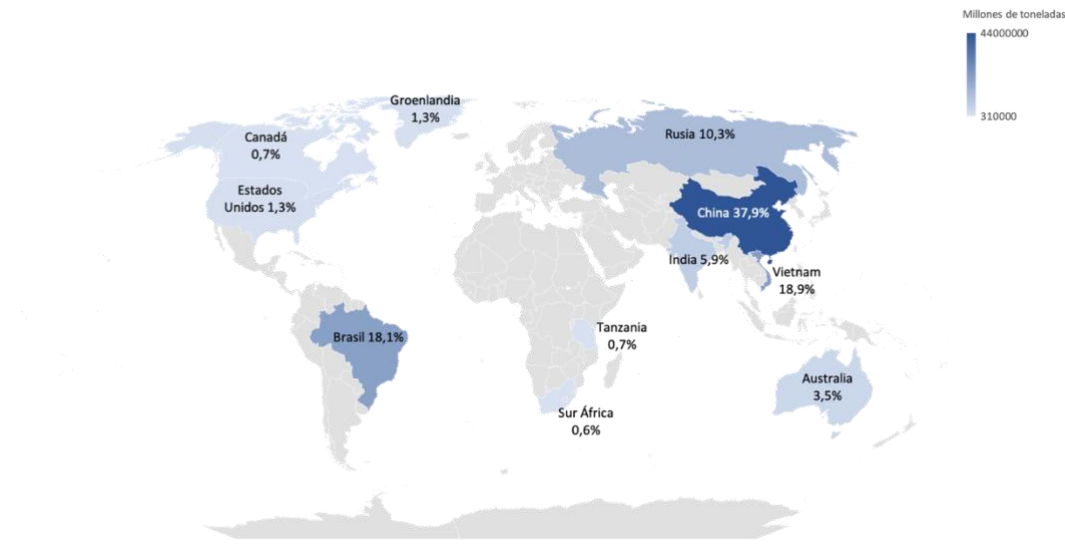 Millones de toneladas
44000000
310000
Groenlandia
1,3%
Canadá
0,7%
Rusia 10,3%
Estados
Unidos 1,3%
China 37,9%
India 5,9%
Vietnam
18,9%
Brasil 18,1%
Tanzania
0,7%
Australia
3,5%
Sur África
0,6%